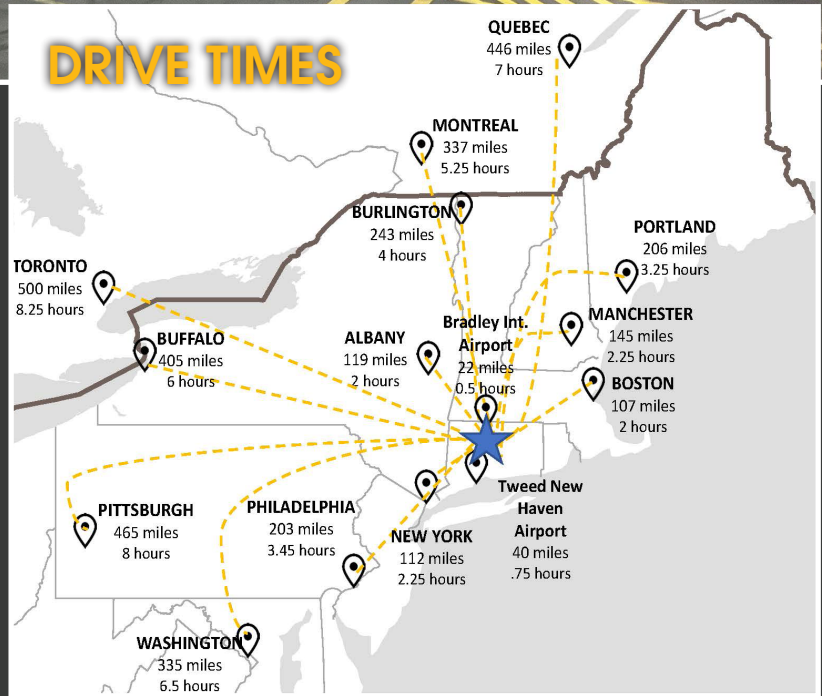 DRIVE TIMES
QUEBEC
446 miles
7 hours
MONTREAL
337 miles
5.25 hours
BURLINGTON
243 miles
4 hours
PORTLAND
206 miles
3.25 hours
TORONTO
500 miles
8.25 hours
BUFFALO
405 miles
6 hours
ALBANY
119 miles
2 hours
Bradley Int.
Airport
22 miles
0.5 hours
MANCHESTER
145 miles
2.25 hours
BOSTON
107 miles
2 hours
PITTSBURGH
465 miles
8 hours
PHILADELPHIA
203 miles
3.45 hours
NEW YORK
112 miles
2.25 hours
Tweed New
Haven
Airport
40 miles
.75 hours
WASHINGTON
335 miles
6.5 hours